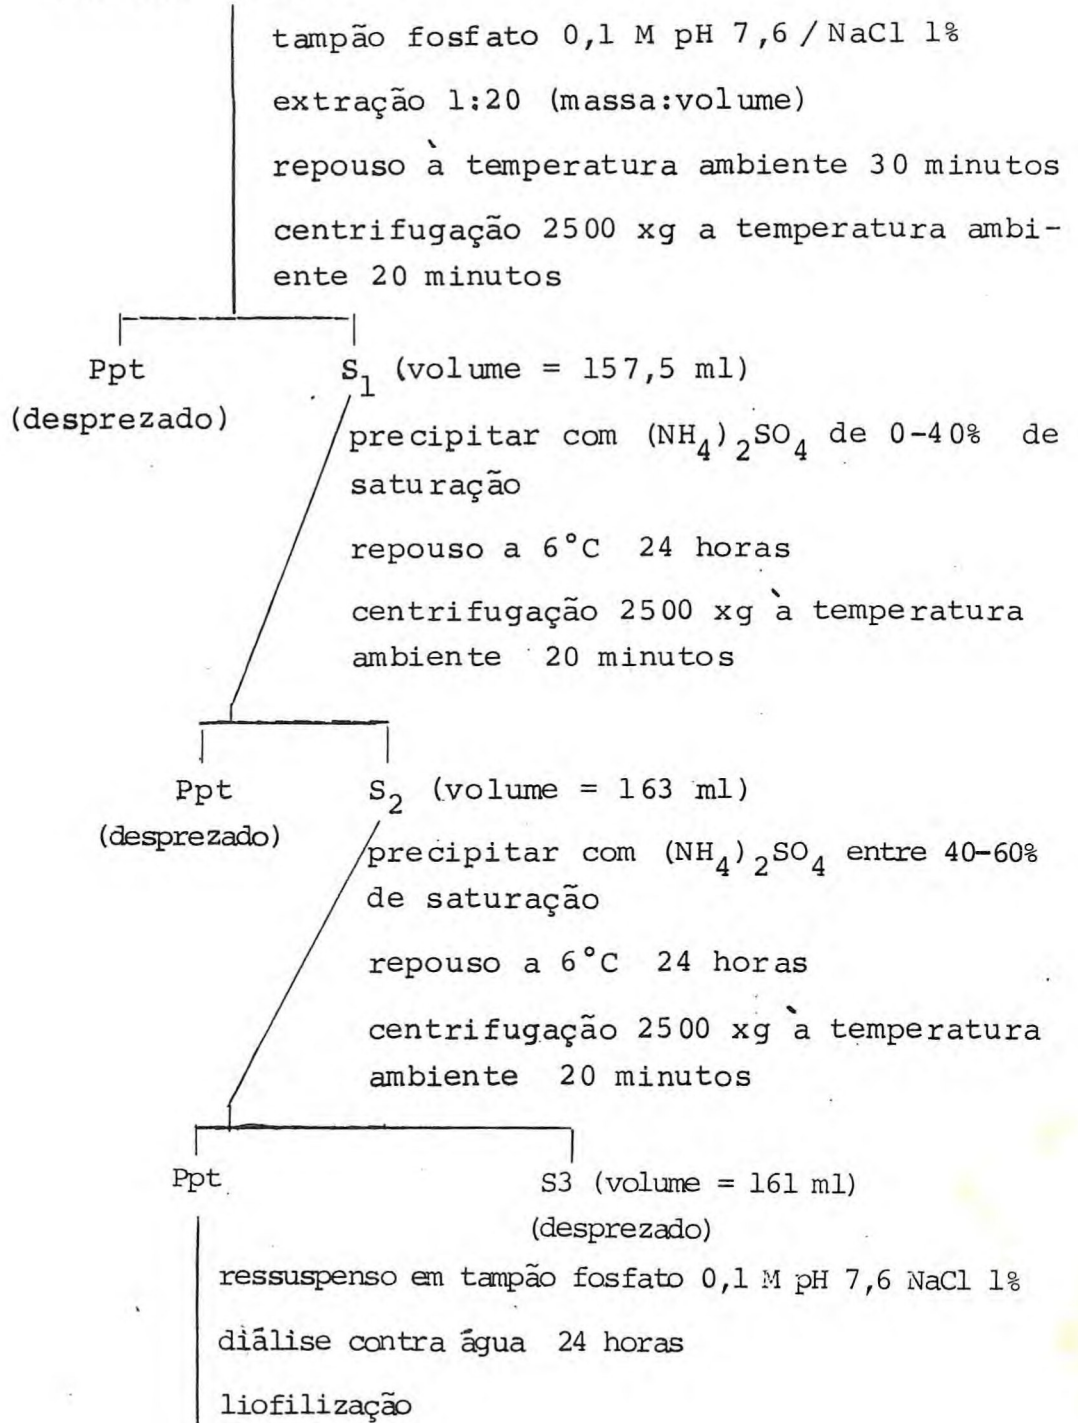 tampão fosfato 0,1 M pH 7,6 / NaCl 1%
extração 1:20 (massa:volume)
repouso à temperatura ambiente 30 minutos
centrifugação 2500 xg a temperatura ambi-
ente 20 minutos
Ppt
(desprezado)
S1 (volume = 157,5 ml)
precipitar com (NH4)2SO4 de 0-40% de
saturação
repouso a 6°C 24 horas
centrifugação 2500 xg à temperatura
ambiente 20 minutos
Ppt
(desprezado)
S2 (volume = 163 ml)
precipitar com (NH4)2SO4 entre 40-60%
de saturação
repouso a 6°C 24 horas
centrifugação 2500 xg à temperatura
ambiente 20 minutos
Ppt
S3 (volume = 161 ml)
(desprezado)
ressuspenso em tampão fosfato 0,1 M pH 7,6 NaCl 1%
diálise contra água 24 horas
liofilização